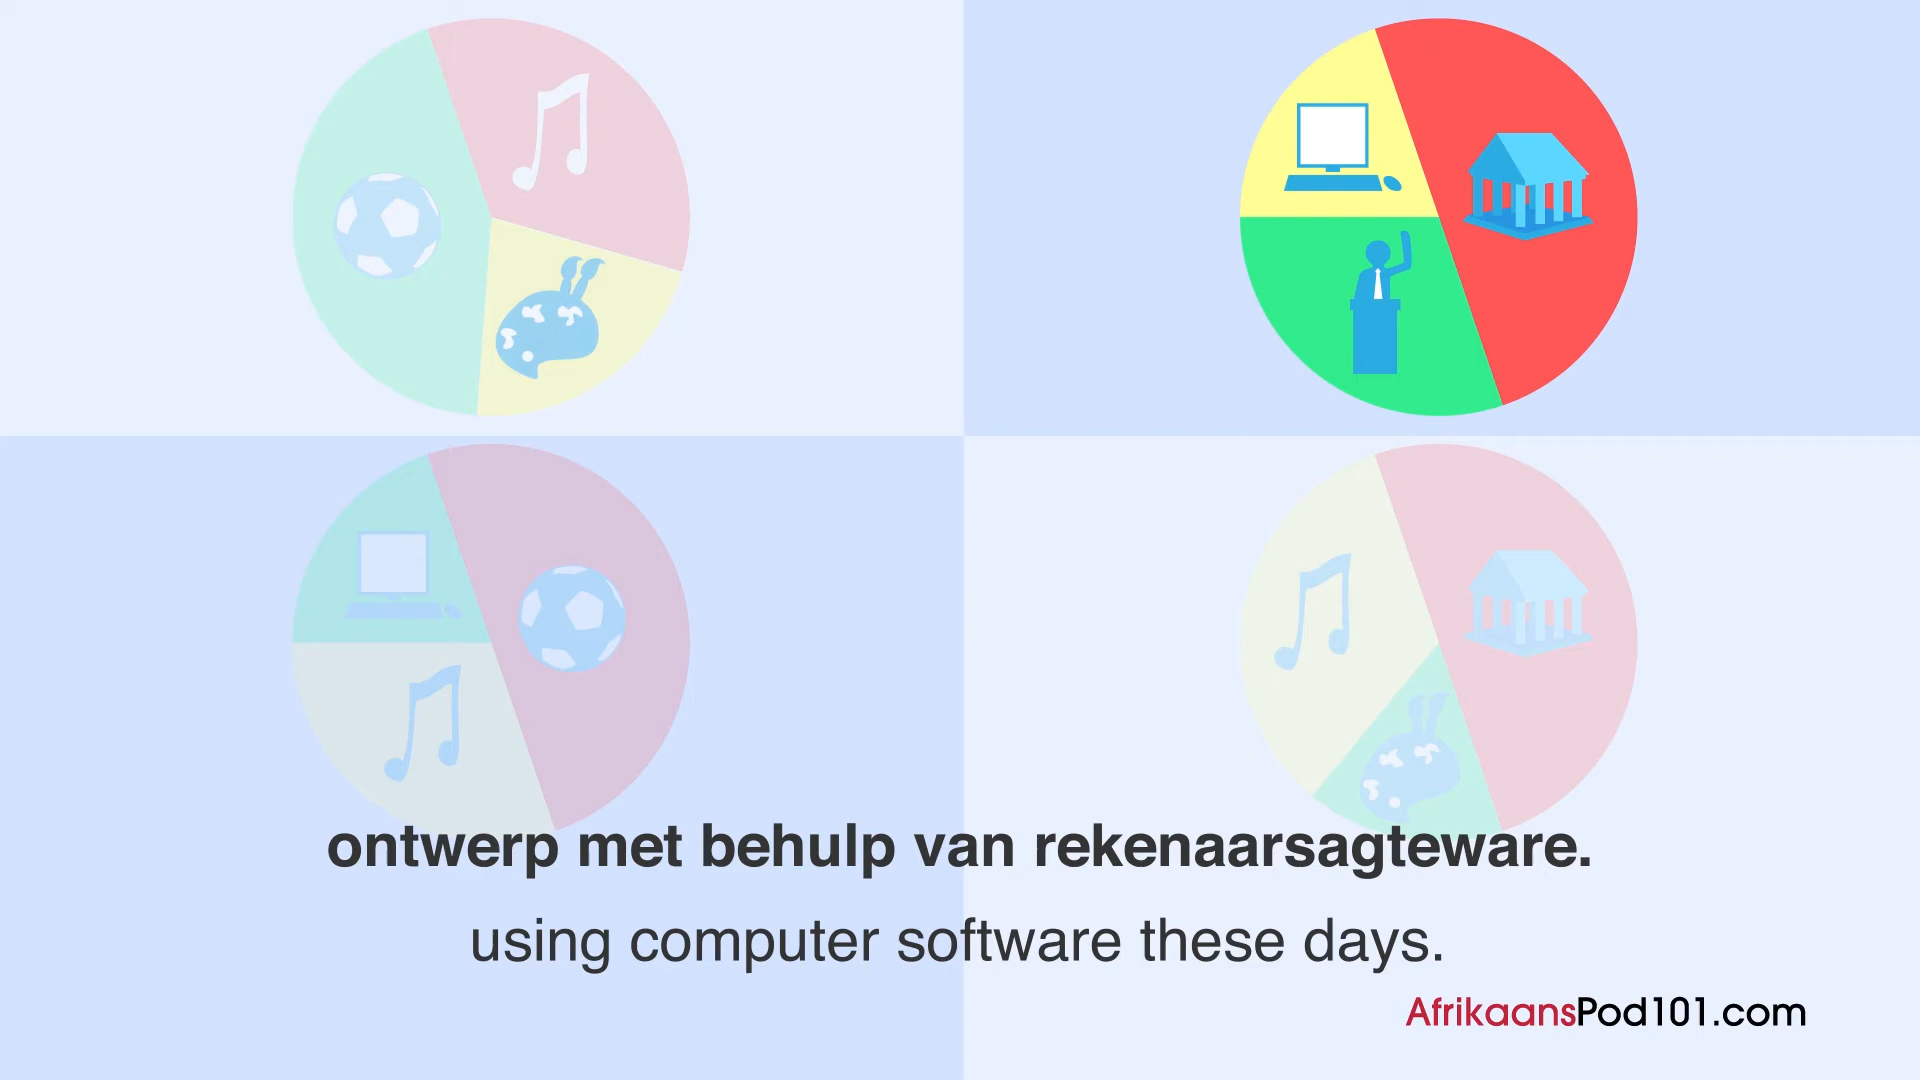 ontwerp met behulp van rekenaarsagteware.
using computer software these days.
AfrikaansPod101.com